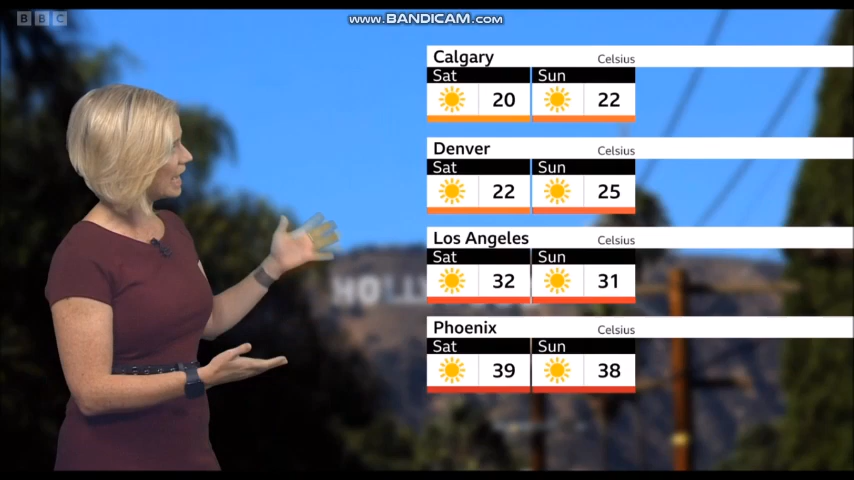 BBC
www.BANDICAM.com
Calgary Celsius
Sat Sun
20 22
Denver Celsius
Sat Sun
22 25
Los Angeles Celsius
Sat Sun
32 31
HOLLY
Phoenix Celsius
Sat Sun
39 38